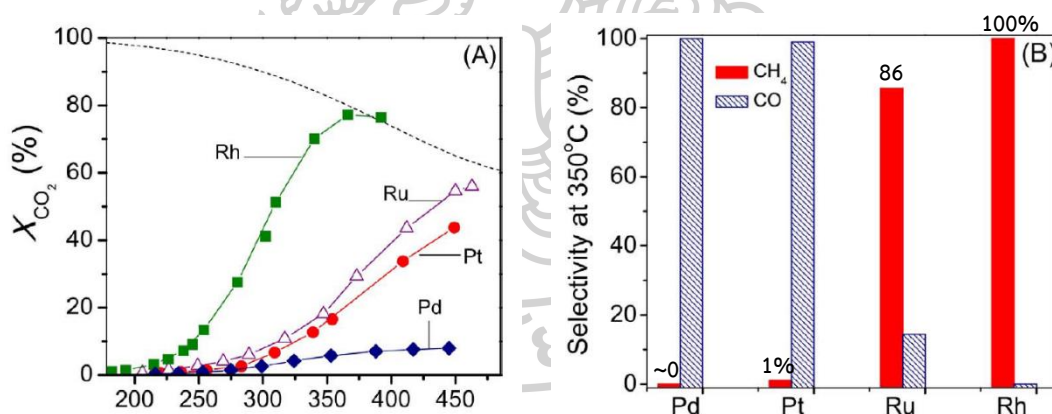 (A)
X_CO₂ (%)
100
80
60
40
20
0
Rh
Ru
Pt
Pd
200 250 300 350 400 450
100%
(B)
Selectivity at 350°C (%)
100
80
60
40
20
0
CH₄
CO
86
~0
1%
Pd Pt Ru Rh